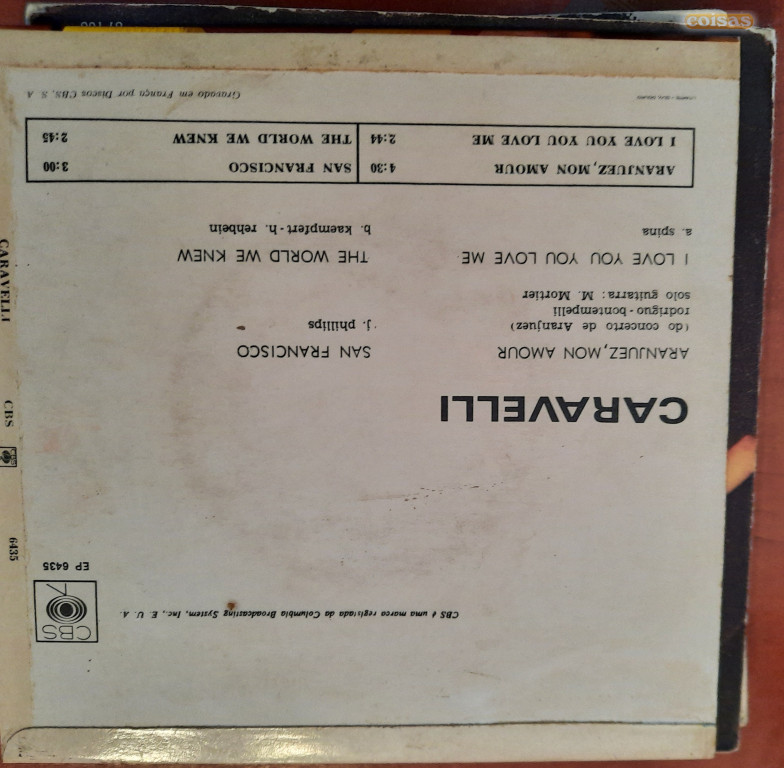 coisas
CBS
EP 6435
CBS é uma marca registada da Columbia Broadcasting System, Inc., E. U. A.
CARAVELLI
ARANJUEZ, MON AMOUR
(do concerto de Aranjuez)
rodriguo - bontempelli
solo guitarra: M. Mortier
I LOVE YOU YOU LOVE ME
a. spina
SAN FRANCISCO
j. phillips
THE WORLD WE KNEW
b. kaempfert - h. rehbein
ARANJUEZ, MON AMOUR 4:30
I LOVE YOU YOU LOVE ME 2:44
SAN FRANCISCO 3:00
THE WORLD WE KNEW 2:45
Gravado em França por Discos CBS, S. A.
CARAVELLI
CBS
6435